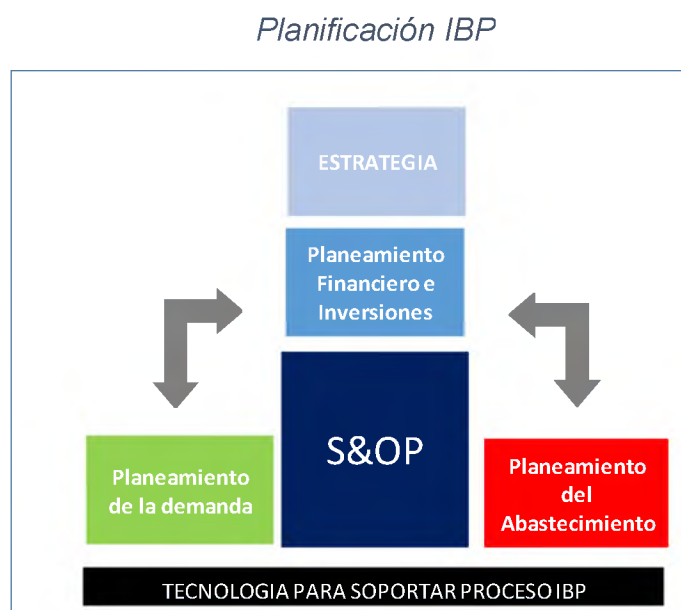 Planificación IBP
ESTRATEGIA
Planeamiento
Financiero e
Inversiones
S&OP
Planeamiento
de la demanda
Planeamiento
del
Abastecimiento
TECNOLOGIA PARA SOPORTAR PROCESO IBP